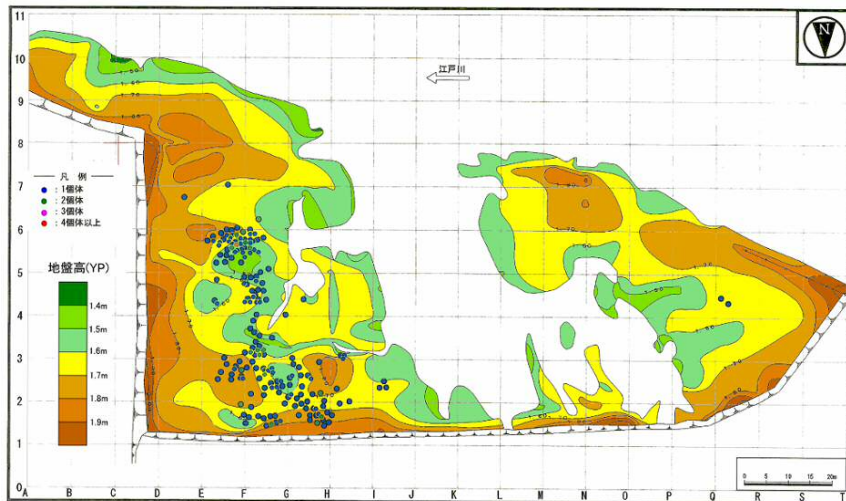 11
10
9
8
7
6
5
4
3
2
1
0
A B C D E F G H I J K L M N O P Q R S T
N
江戸川
凡 例
: 1個体
: 2個体
: 3個体
: 4個体以上
地盤高(YP)
1.4m
1.5m
1.6m
1.7m
1.8m
1.9m
0 5 10 15 20m